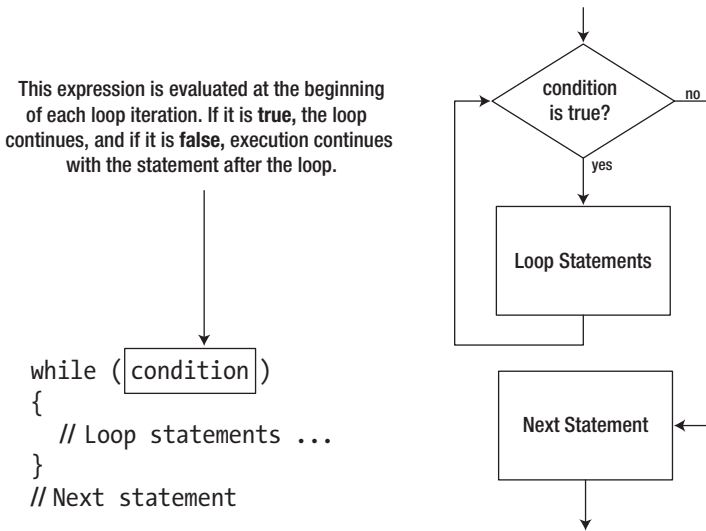 This expression is evaluated at the beginning
of each loop iteration. If it is true, the loop
continues, and if it is false, execution continues
with the statement after the loop.
while (condition)
{
// Loop statements ...
}
// Next statement
condition
is true?
no
yes
Loop Statements
Next Statement